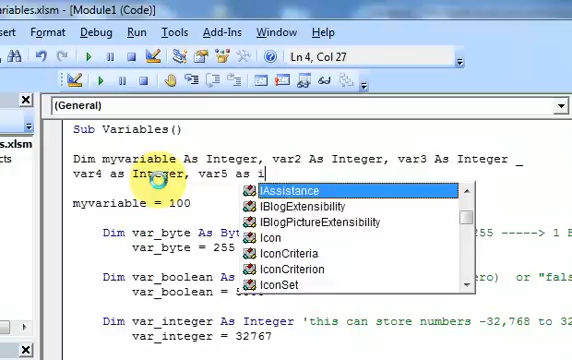 ariables.xlsm - [Module1 (Code)]
sert Format Debug Run Tools Add-Ins Window Help
Ln 4, Col 27
(General)
Sub Variables()
Dim myvariable As Integer, var2 As Integer, var3 As Integer _
var4 as Integer, var5 as i
IAssistance
IBlogExtensibility
IBlogPictureExtensibility
Icon
IconCriteria
IconCriterion
IconSet
s.xlsm
cts
myvariable = 100
Dim var_byte As Byt 255 -----> 1 B
var_byte = 255
Dim var_boolean As ero) or "fals
var_boolean =
Dim var_integer As Integer 'this can store numbers -32,768 to 32
var_integer = 32767